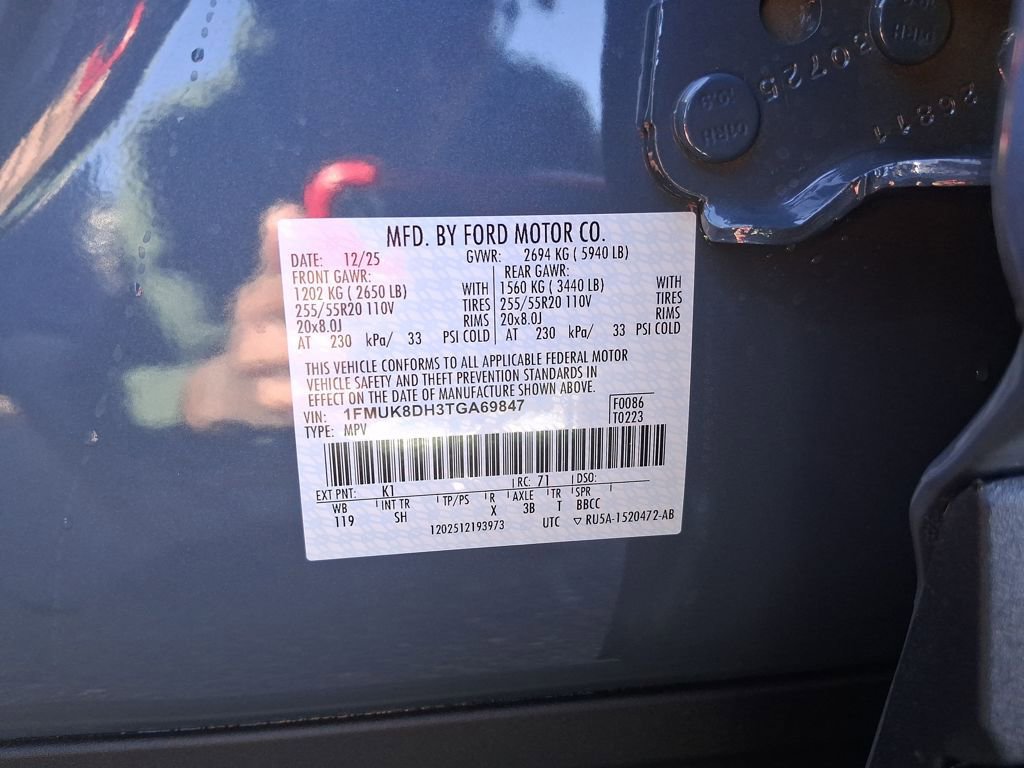 MFD. BY FORD MOTOR CO.
DATE: 12/25 GVWR: 2694 KG ( 5940 LB)
FRONT GAWR: REAR GAWR:
1202 KG ( 2650 LB) WITH 1560 KG ( 3440 LB) WITH
255/55R20 110V TIRES 255/55R20 110V TIRES
20x8.0J RIMS 20x8.0J RIMS
AT 230 kPa/ 33 PSI COLD AT 230 kPa/ 33 PSI COLD
THIS VEHICLE CONFORMS TO ALL APPLICABLE FEDERAL MOTOR
VEHICLE SAFETY AND THEFT PREVENTION STANDARDS IN
EFFECT ON THE DATE OF MANUFACTURE SHOWN ABOVE.
VIN: 1FMUK8DH3TGA69847 F0086
TYPE: MPV T0223
EXT PNT: K1 RC: 71 DSO:
WB INT TR TP/PS R AXLE TR SPR
119 SH X 3B T BBCC
1202512193973 UTC ▽ RU5A-1520472-AB
30725
26811
01RH